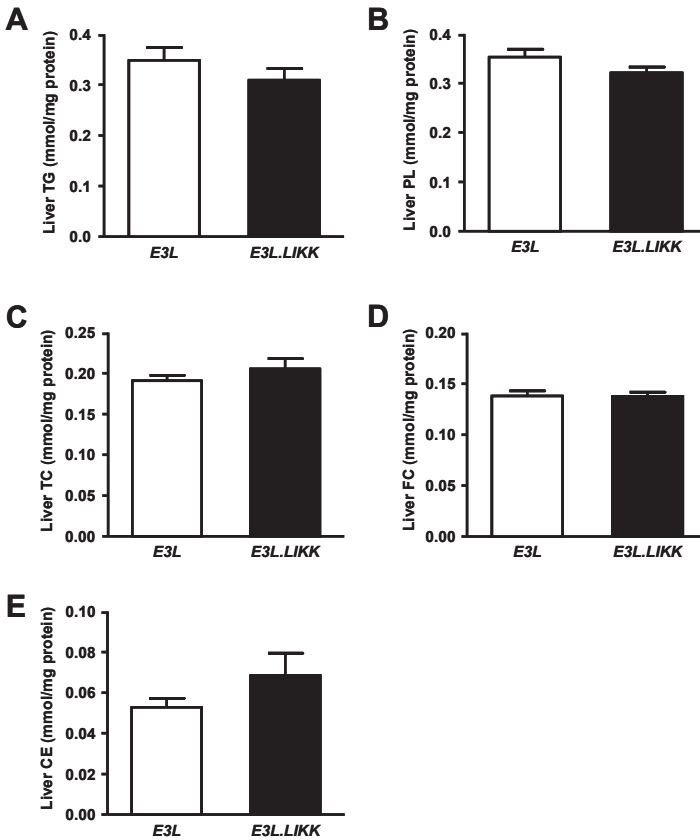 A
Liver TG (mmol/mg protein)
0.4
0.3
0.2
0.1
0.0
E3L
E3L.LIKK
B
Liver PL (mmol/mg protein)
0.4
0.3
0.2
0.1
0.0
E3L
E3L.LIKK
C
Liver TC (mmol/mg protein)
0.25
0.20
0.15
0.10
0.05
0.00
E3L
E3L.LIKK
D
Liver FC (mmol/mg protein)
0.20
0.15
0.10
0.05
0.00
E3L
E3L.LIKK
E
Liver CE (mmol/mg protein)
0.10
0.08
0.06
0.04
0.02
0.00
E3L
E3L.LIKK